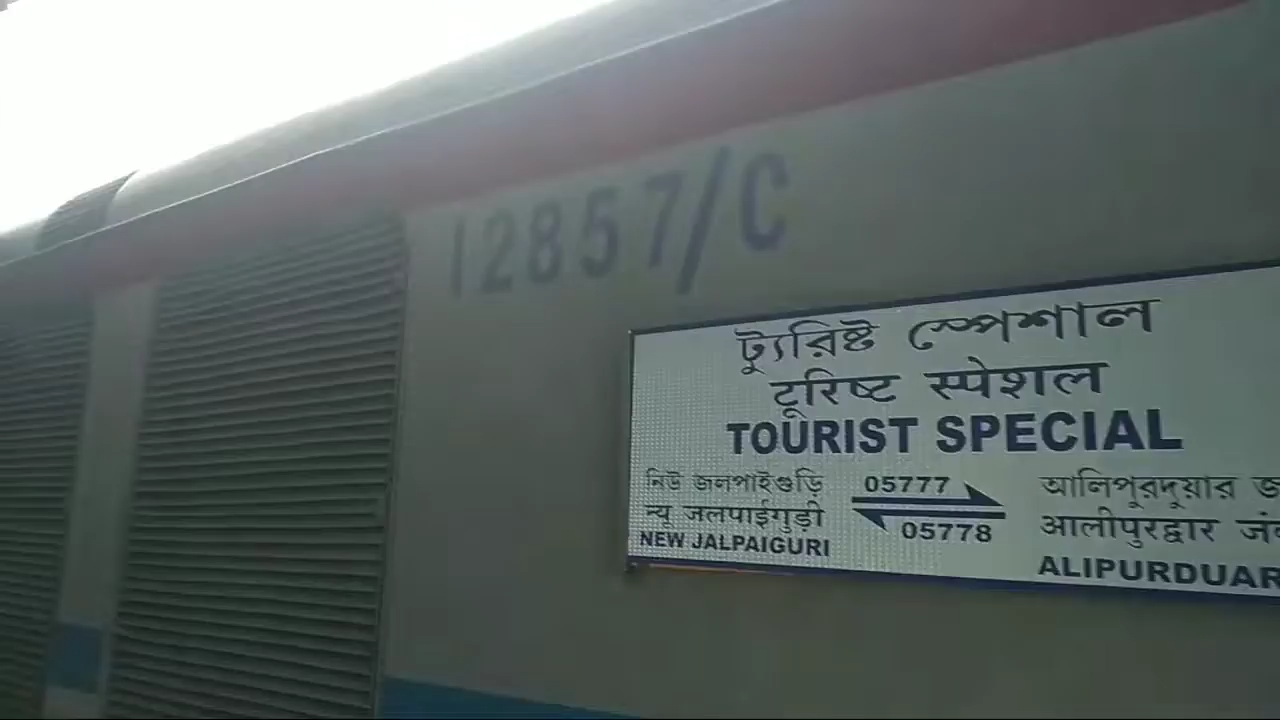 12857/C
ট্যুরিষ্ট স্পেশাল
टूरिष्ट स्पेशल
TOURIST SPECIAL
নিউ জলপাইগুড়ি 05777 আলিপুরদুয়ার
न्यू जलपाईगुड़ी 05778 आलीपुरद्वार
NEW JALPAIGURI ALIPURDUAR